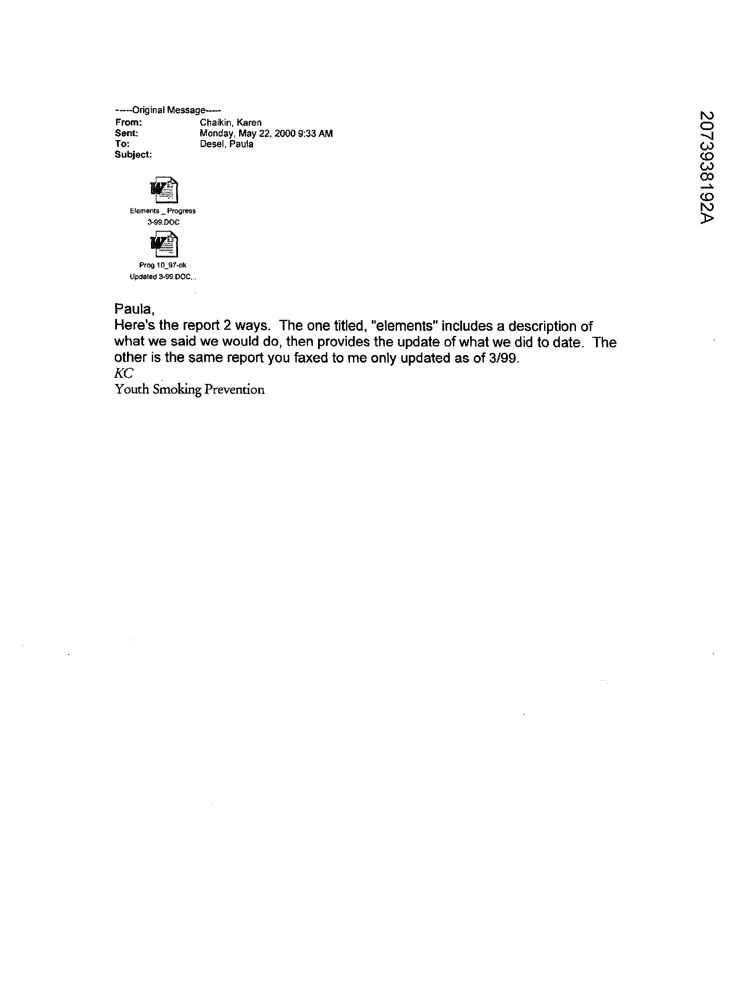 -----Original Message-----
From: Chaikin, Karen
Sent: Monday, May 22, 2000 9:33 AM
To: Desel, Paula
Subject:
Elements _ Progress
3-99.DOC
Prog 10_97-ok
Updated 3-99.DOC...
Paula,
Here's the report 2 ways. The one titled, "elements" includes a description of
what we said we would do, then provides the update of what we did to date. The
other is the same report you faxed to me only updated as of 3/99.
KC
Youth Smoking Prevention
2073938192A